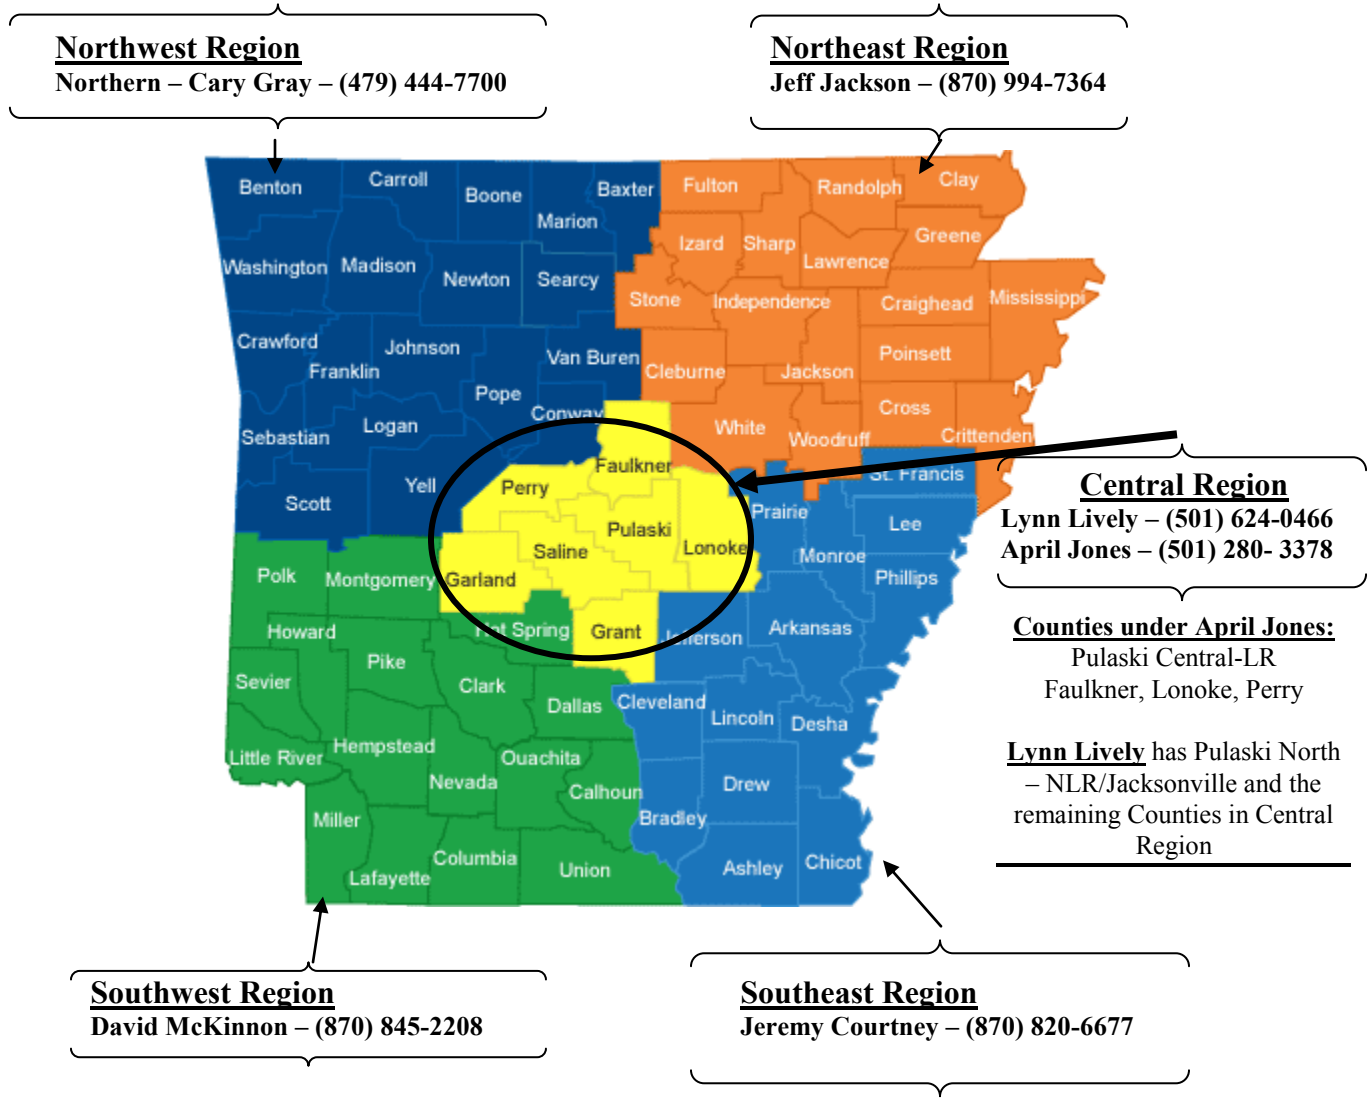 Northwest Region
Northern – Cary Gray – (479) 444-7700
Northeast Region
Jeff Jackson – (870) 994-7364
Benton
Carroll
Boone
Baxter
Marion
Fulton
Randolph
Clay
Washington
Madison
Newton
Searcy
Izard
Sharp
Lawrence
Greene
Stone
Independence
Craighead
Mississippi
Crawford
Franklin
Johnson
Van Buren
Cleburne
Jackson
Poinsett
Pope
Conway
Sebastian
Logan
White
Woodruff
Cross
Crittenden
Scott
Yell
Perry
Faulkner
St. Francis
Pulaski
Lonoke
Prairie
Lee
Saline
Monroe
Phillips
Polk
Montgomery
Garland
Howard
Hot Spring
Grant
Jefferson
Arkansas
Pike
Sevier
Clark
Dallas
Cleveland
Lincoln
Desha
Little River
Hempstead
Nevada
Ouachita
Calhoun
Drew
Bradley
Miller
Lafayette
Columbia
Union
Ashley
Chicot
Central Region
Lynn Lively – (501) 624-0466
April Jones – (501) 280- 3378
Counties under April Jones:
Pulaski Central-LR
Faulkner, Lonoke, Perry
Lynn Lively has Pulaski North
– NLR/Jacksonville and the
remaining Counties in Central
Region
Southwest Region
David McKinnon – (870) 845-2208
Southeast Region
Jeremy Courtney – (870) 820-6677